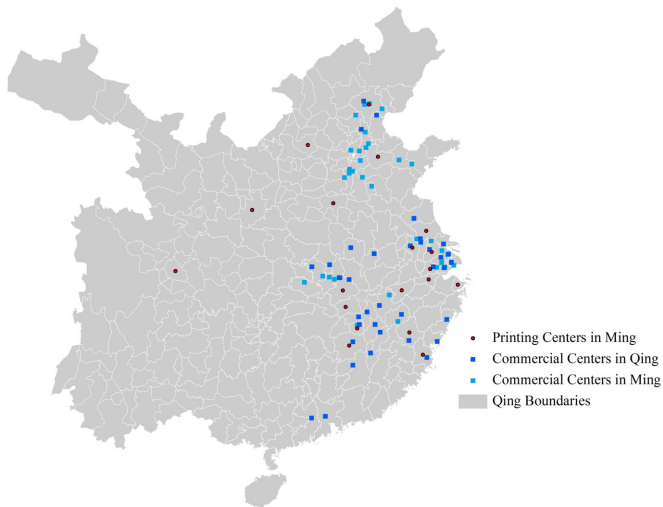 Printing Centers in Ming
Commercial Centers in Qing
Commercial Centers in Ming
Qing Boundaries